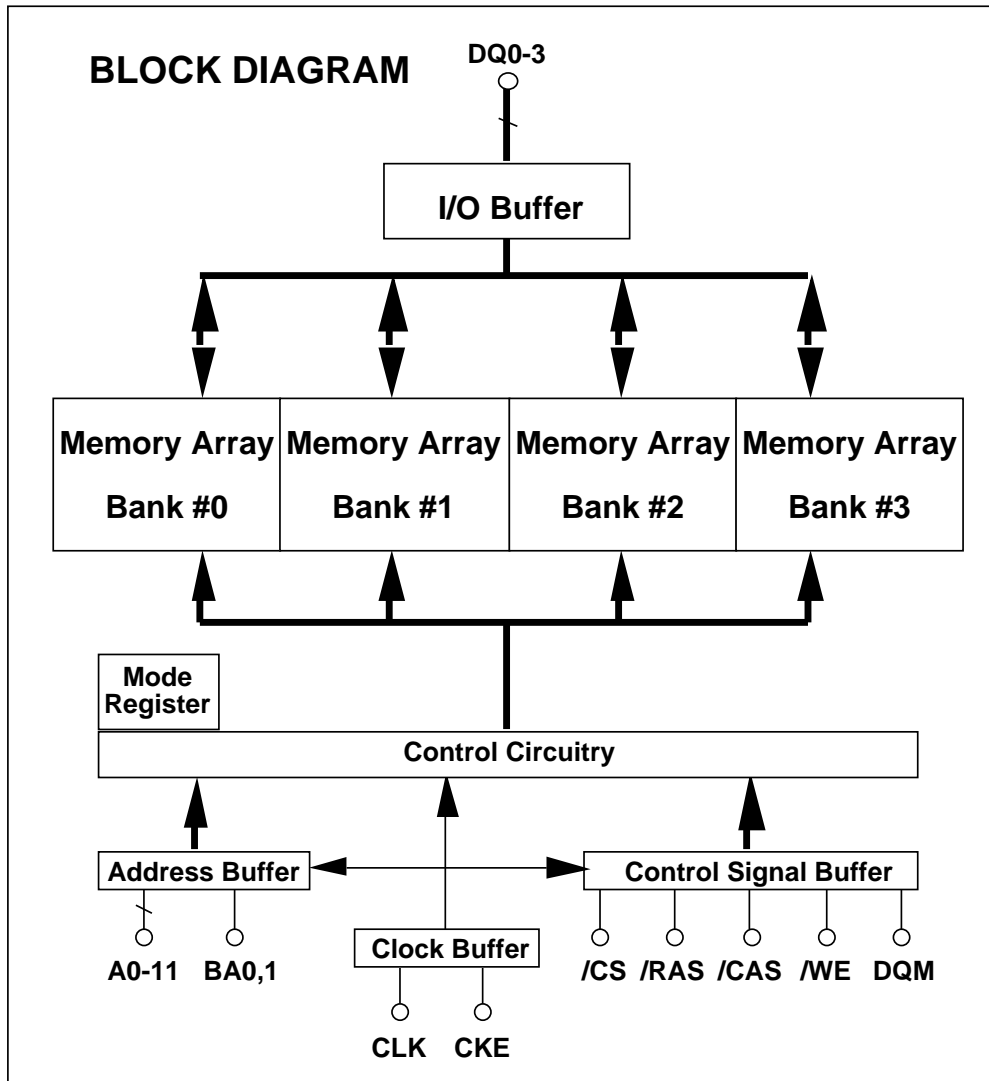 DQ0-3
BLOCK DIAGRAM
I/O Buffer
Memory Array
Bank #0
Memory Array
Bank #1
Memory Array
Bank #2
Memory Array
Bank #3
Mode
Register
Control Circuitry
Address Buffer
Control Signal Buffer
Clock Buffer
A0-11
BA0,1
/CS
/RAS
/CAS
/WE
DQM
CLK
CKE